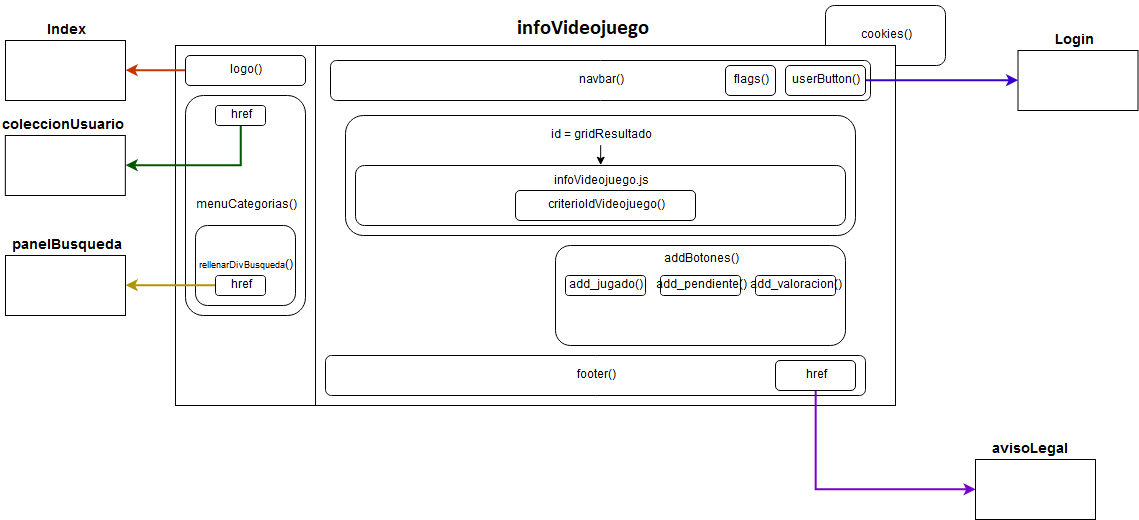 infoVideojuego
Index
cookies()
Login
logo()
navbar()
flags()
userButton()
href
coleccionUsuario
id = gridResultado
infoVideojuego.js
criterioIdVideojuego()
menuCategorias()
panelBusqueda
rellenarDivBusqueda()
href
addBotones()
add_jugado()
add_pendiente()
add_valoracion()
footer()
href
avisoLegal